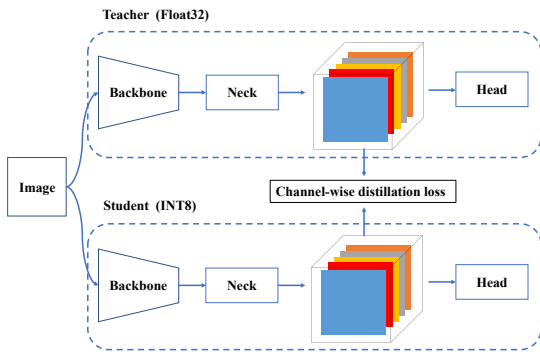 Teacher (Float32)
Backbone
Neck
Head
Image
Channel-wise distillation loss
Student (INT8)
Backbone
Neck
Head